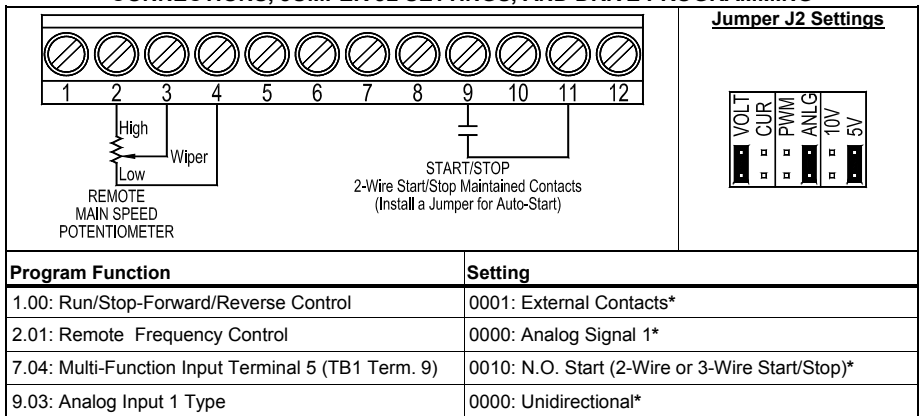 CONNECTIONS, JUMPER J2 SETTINGS, AND DRIVE PROGRAMMING
Jumper J2 Settings
1 2 3 4 5 6 7 8 9 10 11 12
High
Wiper
Low
REMOTE
MAIN SPEED
POTENTIOMETER
START/STOP
2-Wire Start/Stop Maintained Contacts
(Install a Jumper for Auto-Start)
VOLT
CUR
PWM
ANLG
10V
5V
Program Function Setting
1.00: Run/Stop-Forward/Reverse Control 0001: External Contacts*
2.01: Remote Frequency Control 0000: Analog Signal 1*
7.04: Multi-Function Input Terminal 5 (TB1 Term. 9) 0010: N.O. Start (2-Wire or 3-Wire Start/Stop)*
9.03: Analog Input 1 Type 0000: Unidirectional*